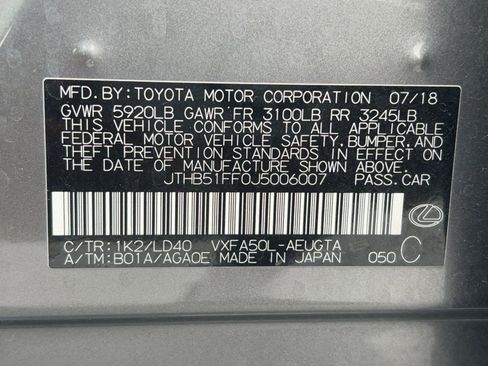 MFD.BY:TOYOTA MOTOR CORPORATION 07/18
GVWR 5920LB GAWR FR 3100LB RR 3245LB
THIS VEHICLE CONFORMS TO ALL APPLICABLE
FEDERAL MOTOR VEHICLE SAFETY, BUMPER, AND
THEFT PREVENTION STANDARDS IN EFFECT ON
THE DATE OF MANUFACTURE SHOWN ABOVE.
JTHB51FF0J5006007 PASS.CAR
C/TR:1K2/LD40 VXFA50L-AEUGTA
A/TM:B01A/AGA0E MADE IN JAPAN 050 C